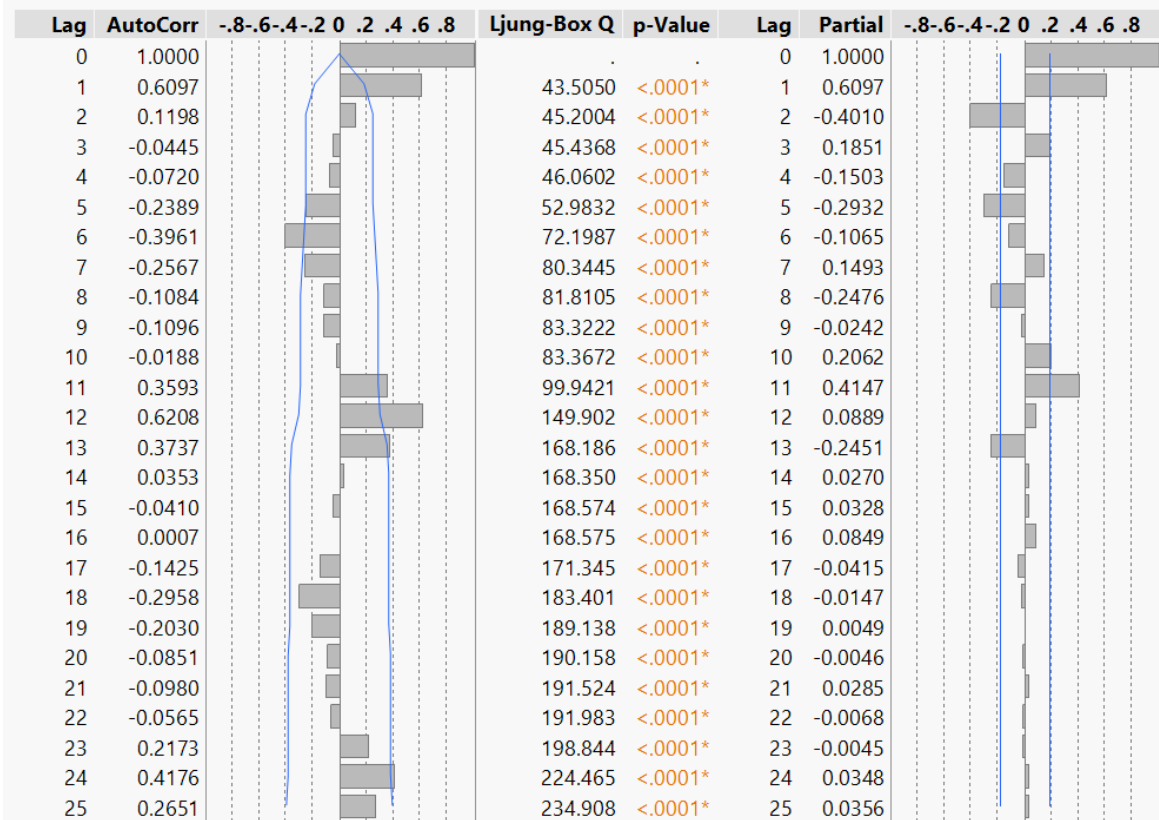 Lag AutoCorr -.8-.6-.4-.2 0 .2 .4 .6 .8 Ljung-Box Q p-Value Lag Partial -.8-.6-.4-.2 0 .2 .4 .6 .8
0 1.0000 . . 0 1.0000
1 0.6097 43.5050 <.0001* 1 0.6097
2 0.1198 45.2004 <.0001* 2 -0.4010
3 -0.0445 45.4368 <.0001* 3 0.1851
4 -0.0720 46.0602 <.0001* 4 -0.1503
5 -0.2389 52.9832 <.0001* 5 -0.2932
6 -0.3961 72.1987 <.0001* 6 -0.1065
7 -0.2567 80.3445 <.0001* 7 0.1493
8 -0.1084 81.8105 <.0001* 8 -0.2476
9 -0.1096 83.3222 <.0001* 9 -0.0242
10 -0.0188 83.3672 <.0001* 10 0.2062
11 0.3593 99.9421 <.0001* 11 0.4147
12 0.6208 149.902 <.0001* 12 0.0889
13 0.3737 168.186 <.0001* 13 -0.2451
14 0.0353 168.350 <.0001* 14 0.0270
15 -0.0410 168.574 <.0001* 15 0.0328
16 0.0007 168.575 <.0001* 16 0.0849
17 -0.1425 171.345 <.0001* 17 -0.0415
18 -0.2958 183.401 <.0001* 18 -0.0147
19 -0.2030 189.138 <.0001* 19 0.0049
20 -0.0851 190.158 <.0001* 20 -0.0046
21 -0.0980 191.524 <.0001* 21 0.0285
22 -0.0565 191.983 <.0001* 22 -0.0068
23 0.2173 198.844 <.0001* 23 -0.0045
24 0.4176 224.465 <.0001* 24 0.0348
25 0.2651 234.908 <.0001* 25 0.0356